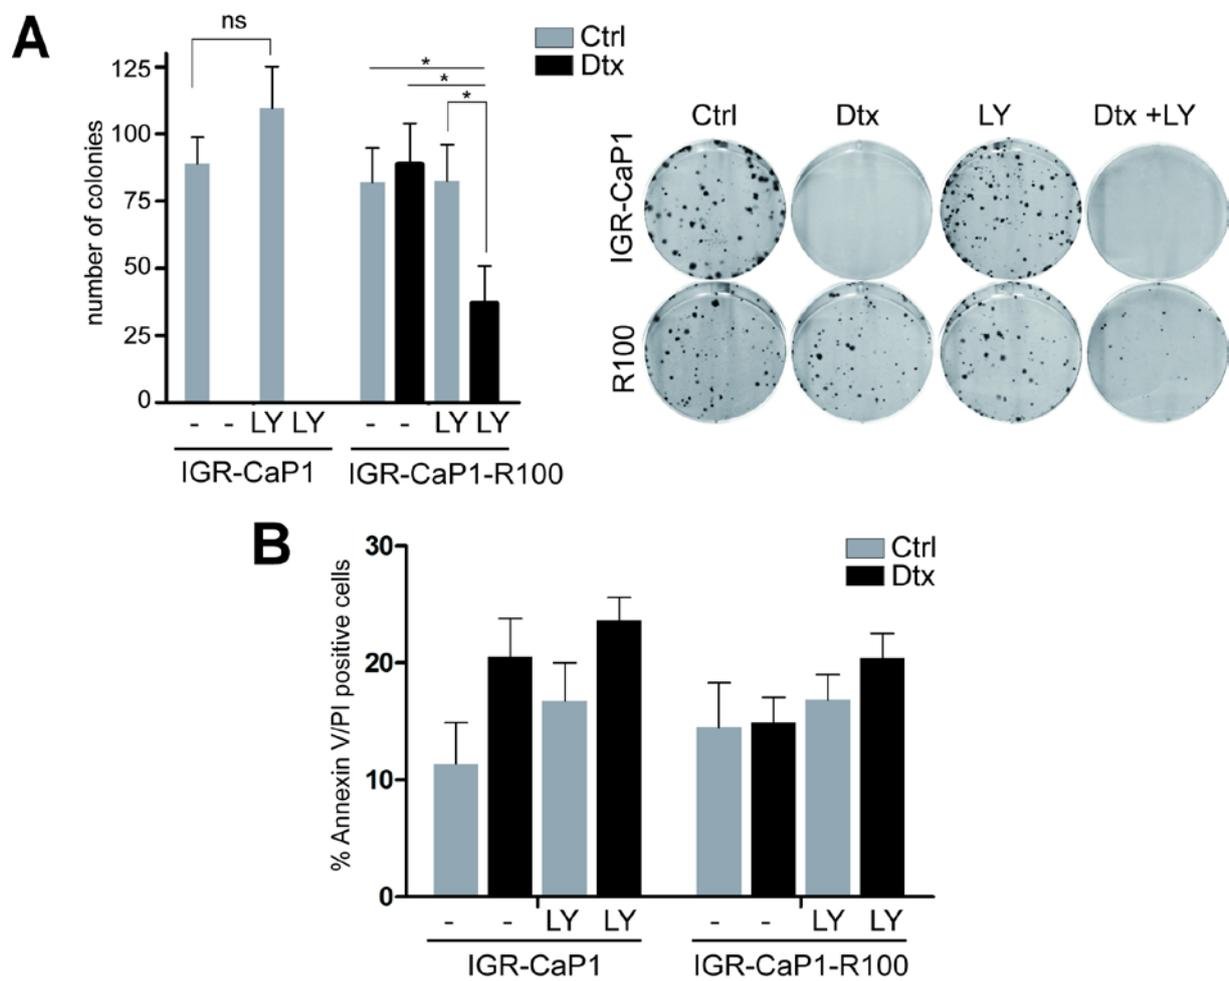 A
ns
Ctrl
Dtx
* 
*
*
number of colonies
125
100
75
50
25
0
- - LY LY - - LY LY
IGR-CaP1 IGR-CaP1-R100
Ctrl Dtx LY Dtx +LY
IGR-CaP1
R100
B
Ctrl
Dtx
% Annexin V/PI positive cells
30
20
10
0
- - LY LY - - LY LY
IGR-CaP1 IGR-CaP1-R100